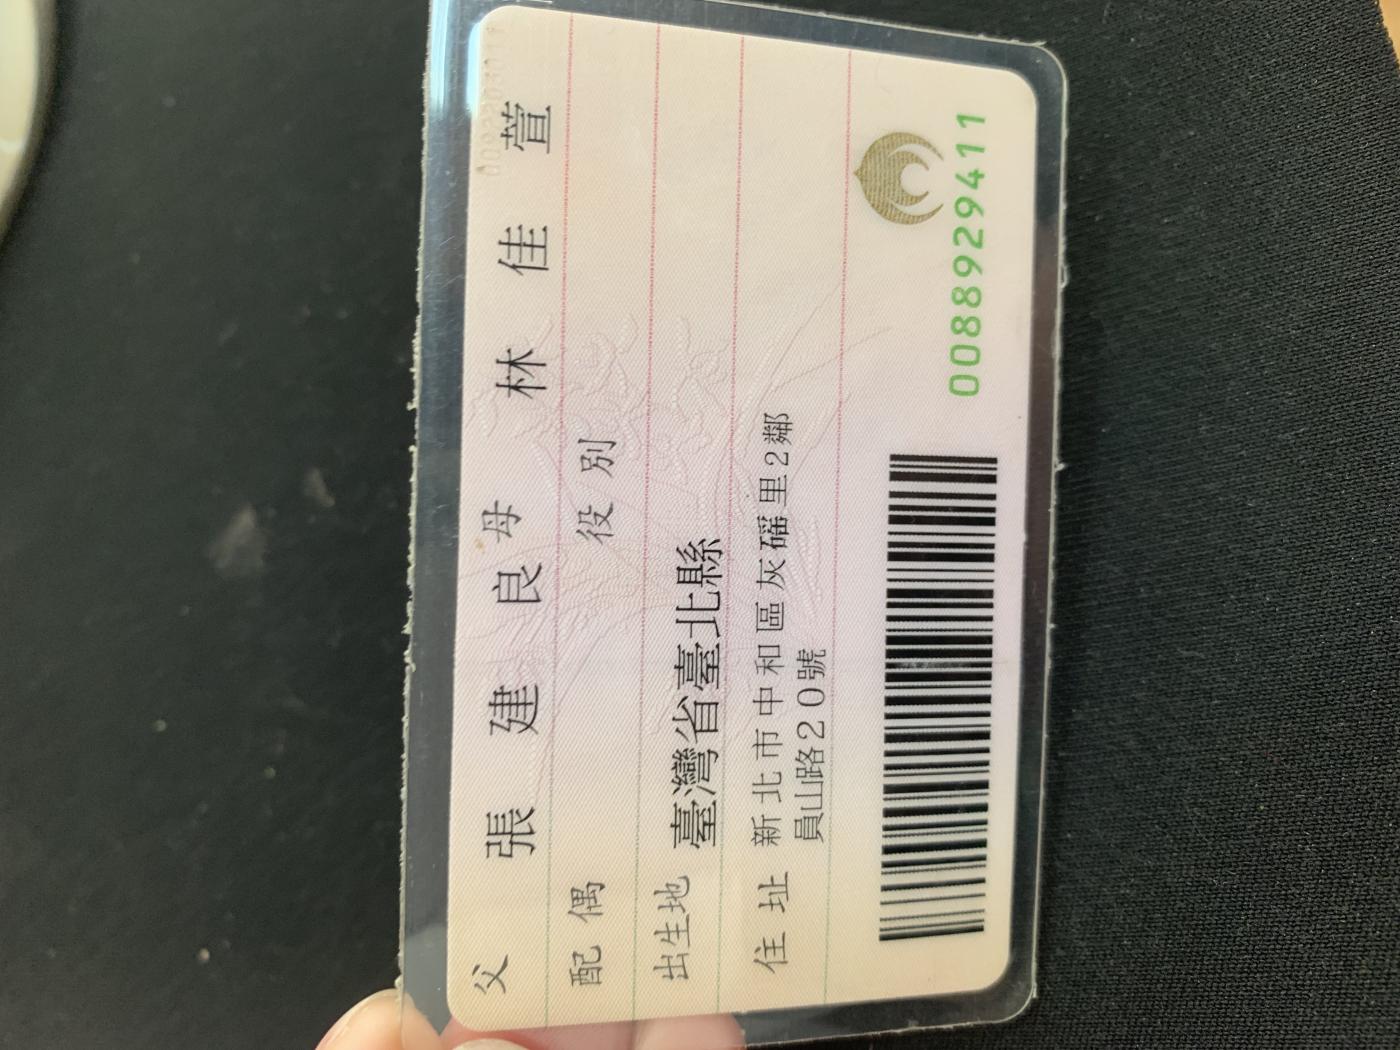 父 張建良 母 林佳萱
配偶 役別
出生地 臺灣省臺北縣
住址 新北市中和區灰磘里2鄰
員山路20號
0088929411